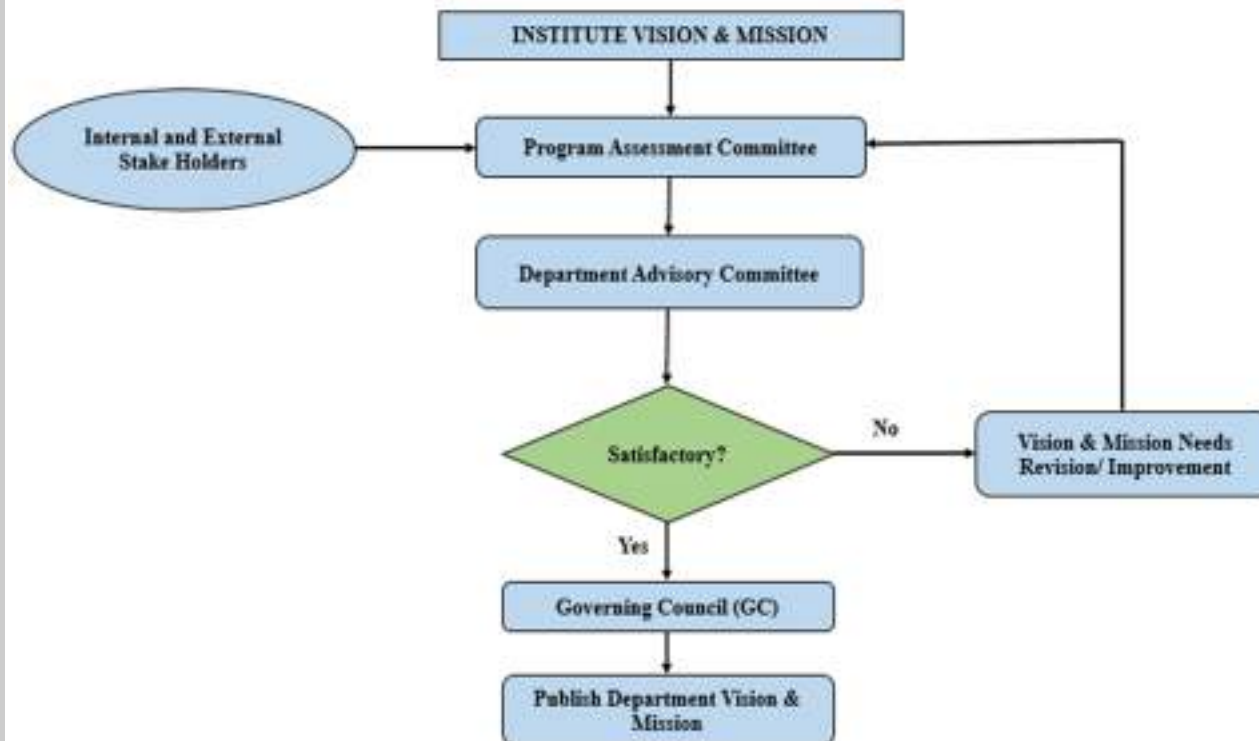 INSTITUTE VISION & MISSION
Internal and External
Stake Holders
Program Assessment Committee
Department Advisory Committee
Satisfactory?
No
Vision & Mission Needs
Revision/ Improvement
Yes
Governing Council (GC)
Publish Department Vision &
Mission